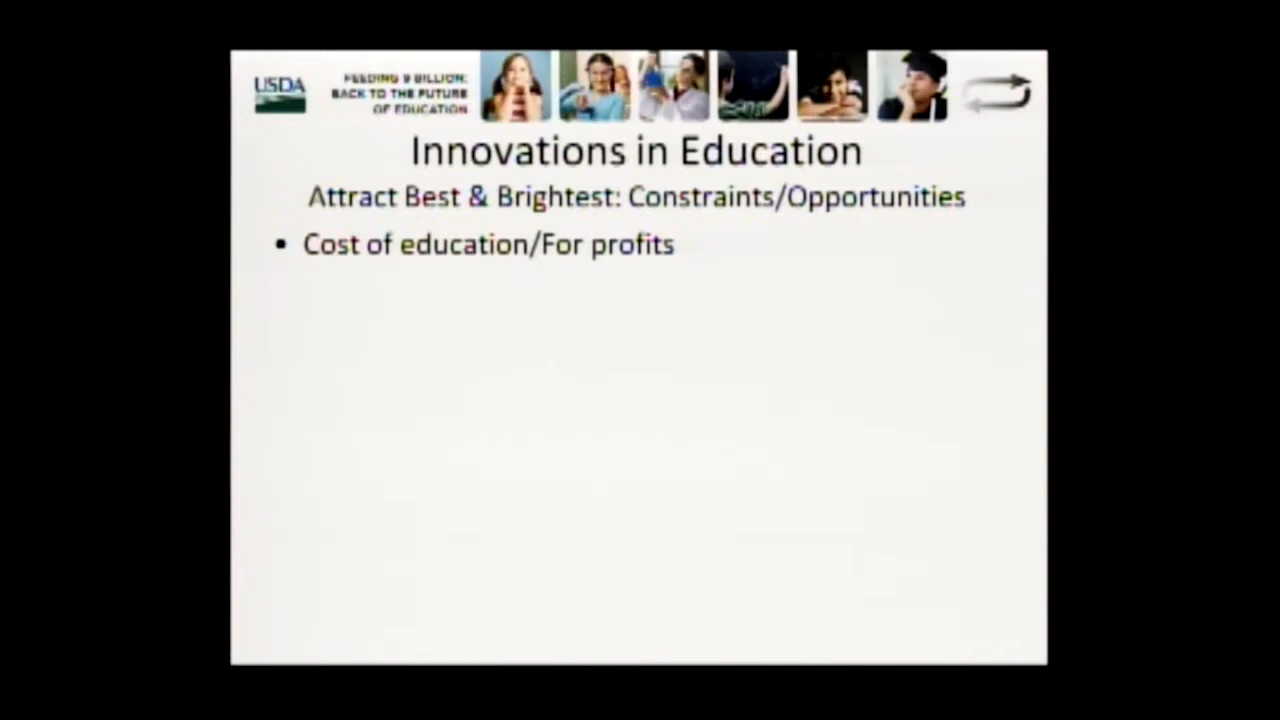 USDA
FEEDING 9 BILLION:
BACK TO THE FUTURE
OF EDUCATION
Innovations in Education
Attract Best & Brightest: Constraints/Opportunities
• Cost of education/For profits